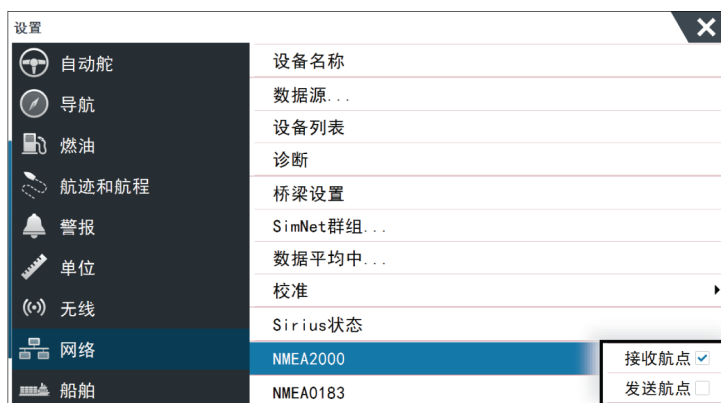 设置
自动舵
导航
燃油
航迹和航程
警报
单位
无线
网络
船舶
设备名称
数据源...
设备列表
诊断
桥梁设置
SimNet群组...
数据平均中...
校准
Sirius状态
NMEA2000
NMEA0183
接收航点
发送航点